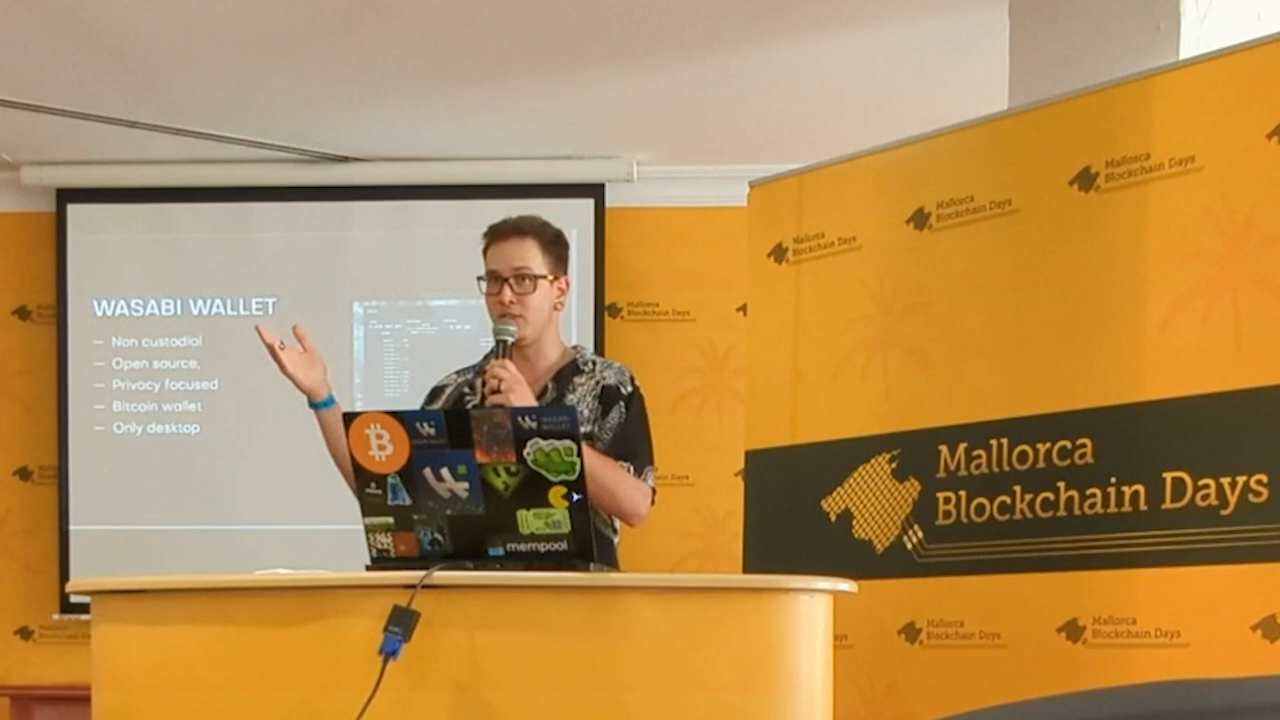 WASABI WALLET
– Non custodial
– Open source,
– Privacy focused
– Bitcoin wallet
– Only desktop
Mallorca
Blockchain Days
Mallorca
Blockchain Days
Mallorca
Blockchain Days
Mallorca
Blockchain Days
Mallorca
Blockchain Days
WASABI
WALLET
mempool
Mallorca
Blockchain Days
Mallorca
Blockchain Days